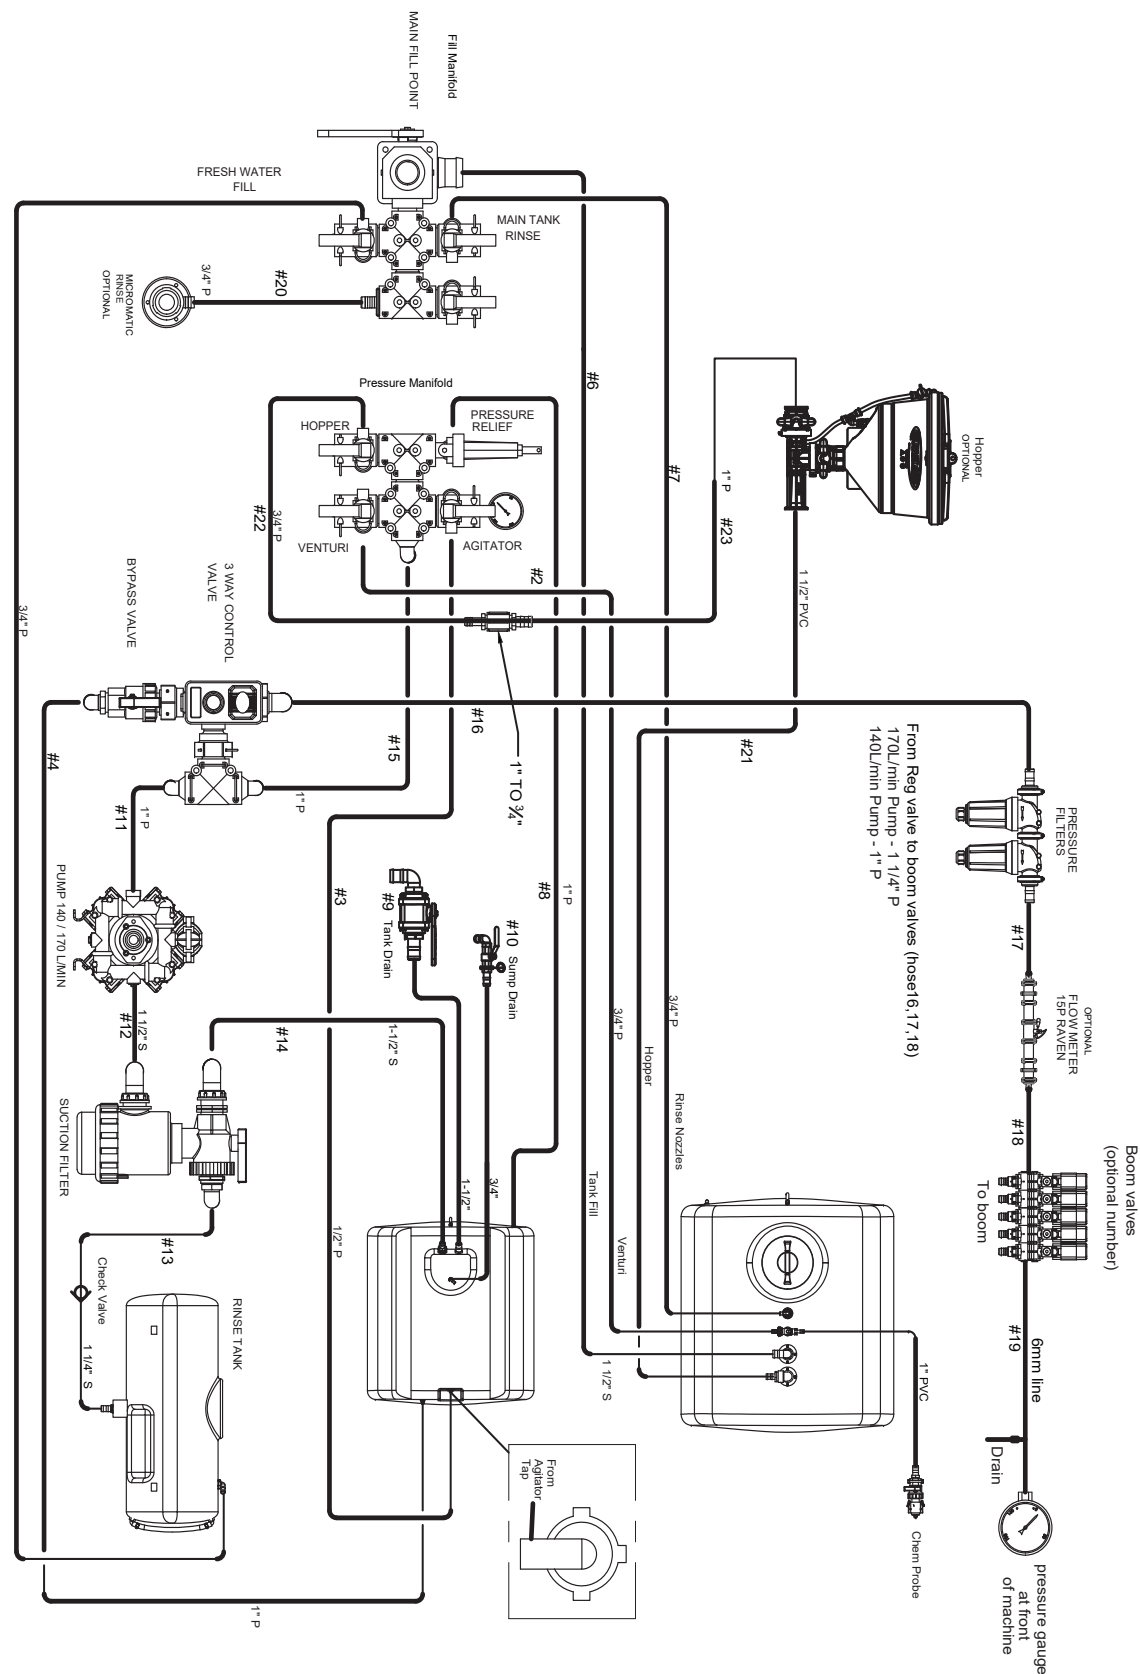 Fill Manifold
MAIN FILL POINT
FRESH WATER
FILL
MAIN TANK
RINSE
3/4" P
#20
MICROMATIC
RINSE
OPTIONAL
Pressure Manifold
HOPPER
PRESSURE
RELIEF
VENTURI
AGITATOR
#22
3/4" P
#6
#7
1" P
#23
Hopper
OPTIONAL
1 1/2" PVC
#2
3/4" P
BYPASS VALVE
3 WAY CONTROL
VALVE
#4
#16
#15
1" P
1" TO ¾"
#21
#11
1" P
PUMP 140 / 170 L/MIN
#3
#9
Tank Drain
#10
Sump Drain
#8
1" P
From Reg valve to boom valves (hose16,17,18)
170L/min Pump - 1 1/4" P
140L/min Pump - 1" P
PRESSURE
FILTERS
#17
OPTIONAL
FLOW METER
15P RAVEN
#18
Boom valves
(optional number)
To boom
#12
1 1/2" S
#14
1-1/2" S
3/4" P
3/4" P
Hopper
Rinse Nozzles
SUCTION FILTER
1-1/2"
3/4"
Tank Fill
Venturi
1/2" P
#13
Check Valve
1 1/4" S
RINSE TANK
1 1/2" S
1" PVC
#19
6mm line
Drain
From
Agitator
Tap
Chem Probe
pressure gauge
at front
of machine
1" P